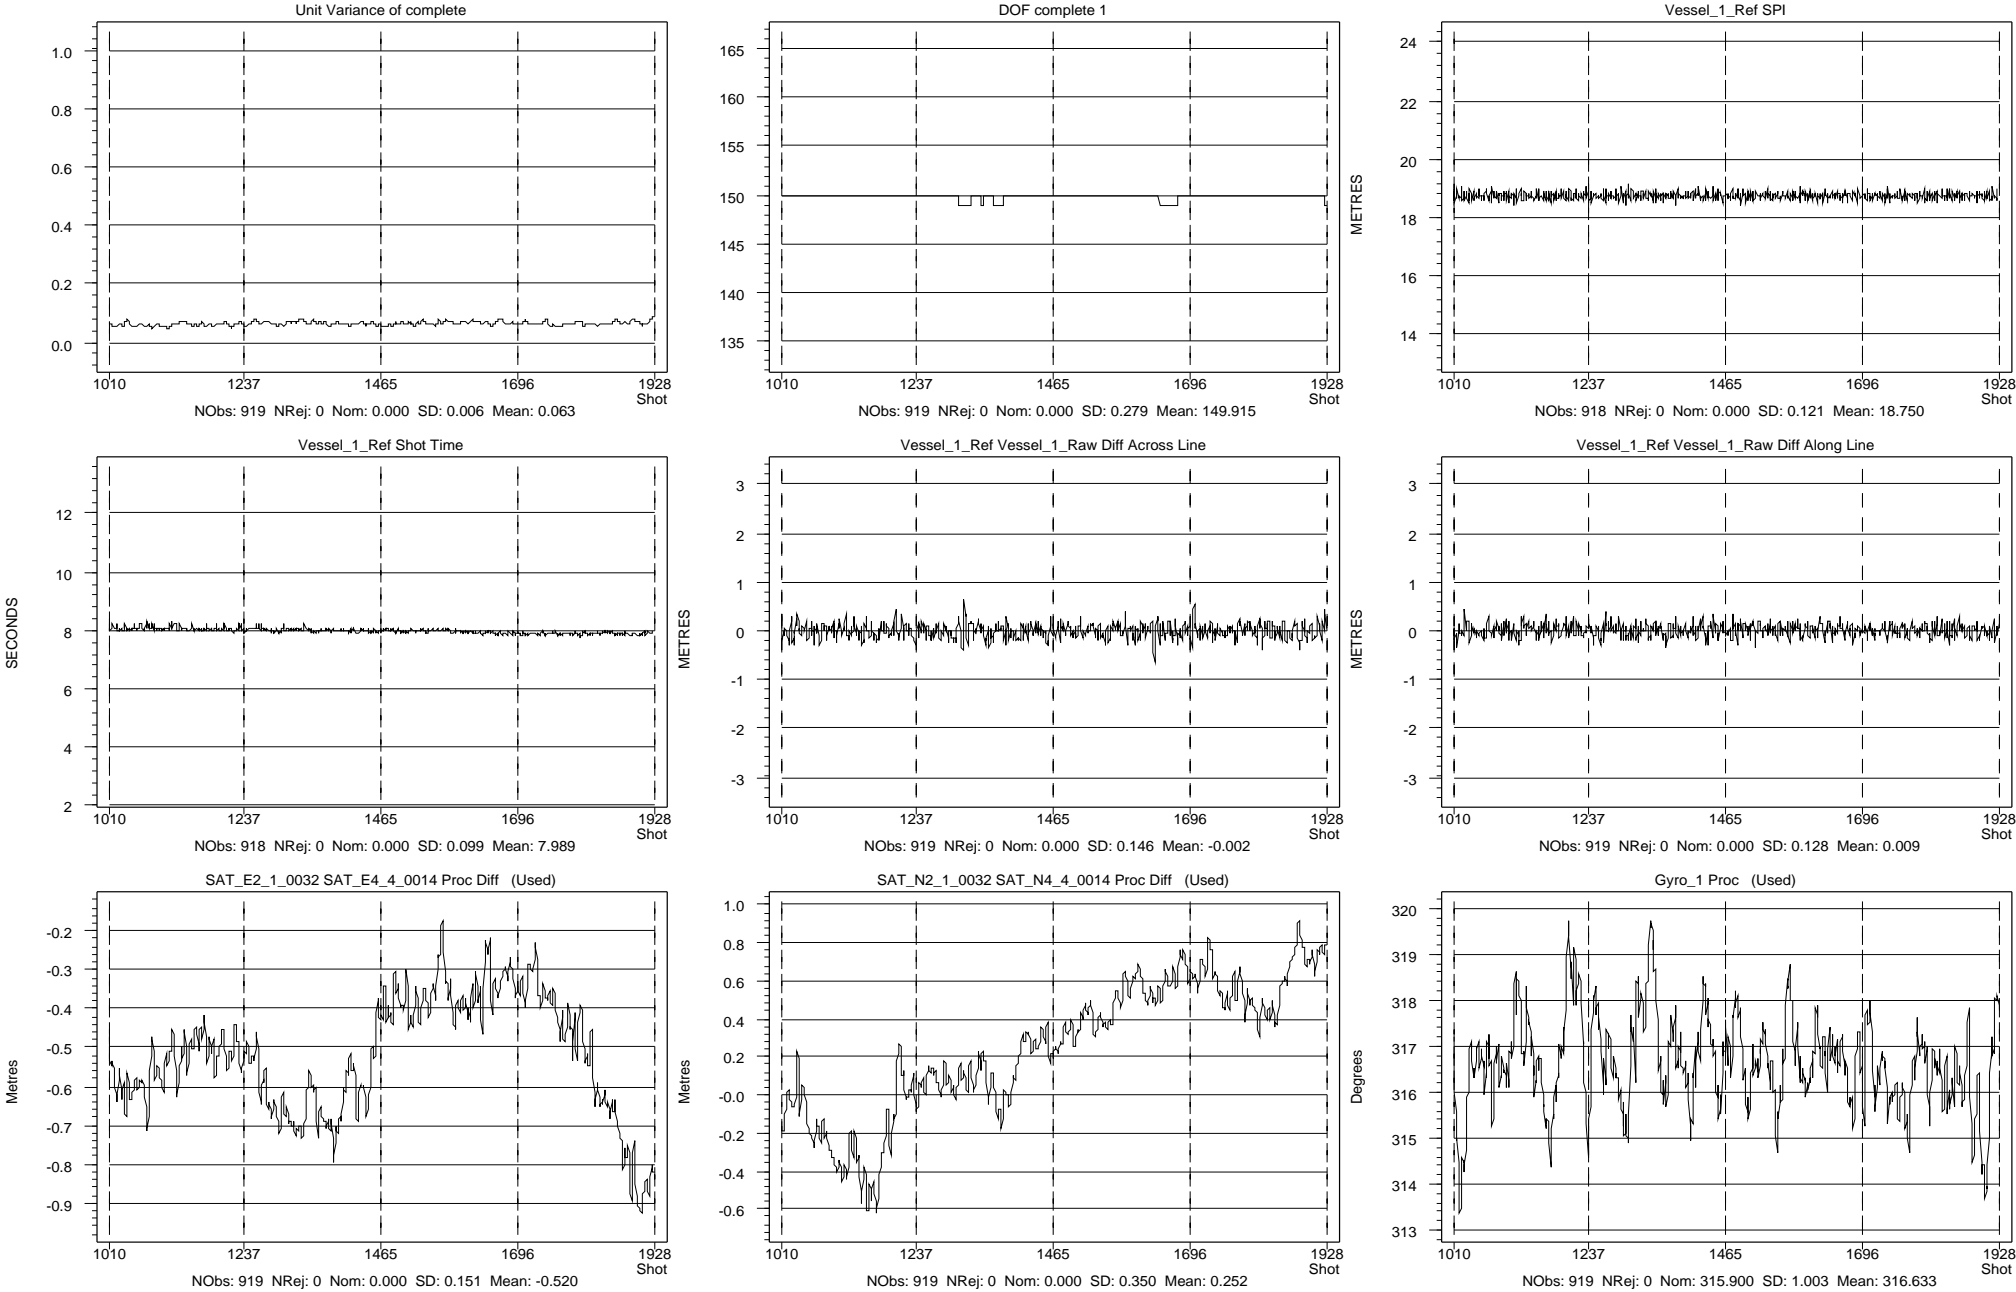 Unit Variance of complete
1.0
0.8
0.6
0.4
0.2
0.0
1010 1237 1465 1696 1928
Shot
NObs: 919 NRej: 0 Nom: 0.000 SD: 0.006 Mean: 0.063
DOF complete 1
165
160
155
150
145
140
135
1010 1237 1465 1696 1928
Shot
NObs: 919 NRej: 0 Nom: 0.000 SD: 0.279 Mean: 149.915
Vessel_1_Ref SPI
METRES
24
22
20
18
16
14
1010 1237 1465 1696 1928
Shot
NObs: 918 NRej: 0 Nom: 0.000 SD: 0.121 Mean: 18.750
Vessel_1_Ref Shot Time
SECONDS
12
10
8
6
4
2
1010 1237 1465 1696 1928
Shot
NObs: 918 NRej: 0 Nom: 0.000 SD: 0.099 Mean: 7.989
Vessel_1_Ref Vessel_1_Raw Diff Across Line
METRES
3
2
1
0
-1
-2
-3
1010 1237 1465 1696 1928
Shot
NObs: 919 NRej: 0 Nom: 0.000 SD: 0.146 Mean: -0.002
Vessel_1_Ref Vessel_1_Raw Diff Along Line
METRES
3
2
1
0
-1
-2
-3
1010 1237 1465 1696 1928
Shot
NObs: 919 NRej: 0 Nom: 0.000 SD: 0.128 Mean: 0.009
SAT_E2_1_0032 SAT_E4_4_0014 Proc Diff (Used)
Metres
-0.2
-0.3
-0.4
-0.5
-0.6
-0.7
-0.8
-0.9
1010 1237 1465 1696 1928
Shot
NObs: 919 NRej: 0 Nom: 0.000 SD: 0.151 Mean: -0.520
SAT_N2_1_0032 SAT_N4_4_0014 Proc Diff (Used)
Metres
1.0
0.8
0.6
0.4
0.2
-0.0
-0.2
-0.4
-0.6
1010 1237 1465 1696 1928
Shot
NObs: 919 NRej: 0 Nom: 0.000 SD: 0.350 Mean: 0.252
Gyro_1 Proc (Used)
Degrees
320
319
318
317
316
315
314
313
1010 1237 1465 1696 1928
Shot
NObs: 919 NRej: 0 Nom: 315.900 SD: 1.003 Mean: 316.633